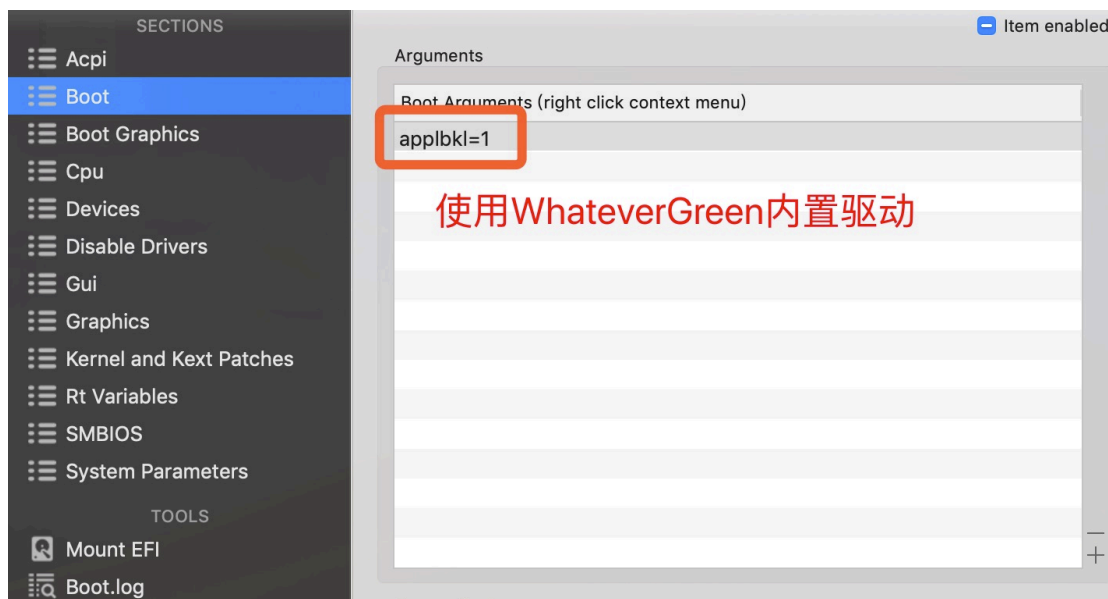 SECTIONS
Acpi
Boot
Boot Graphics
Cpu
Devices
Disable Drivers
Gui
Graphics
Kernel and Kext Patches
Rt Variables
SMBIOS
System Parameters
TOOLS
Mount EFI
Boot.log
Item enabled
Arguments
Boot Arguments (right click context menu)
applbkl=1
使用WhateverGreen内置驱动